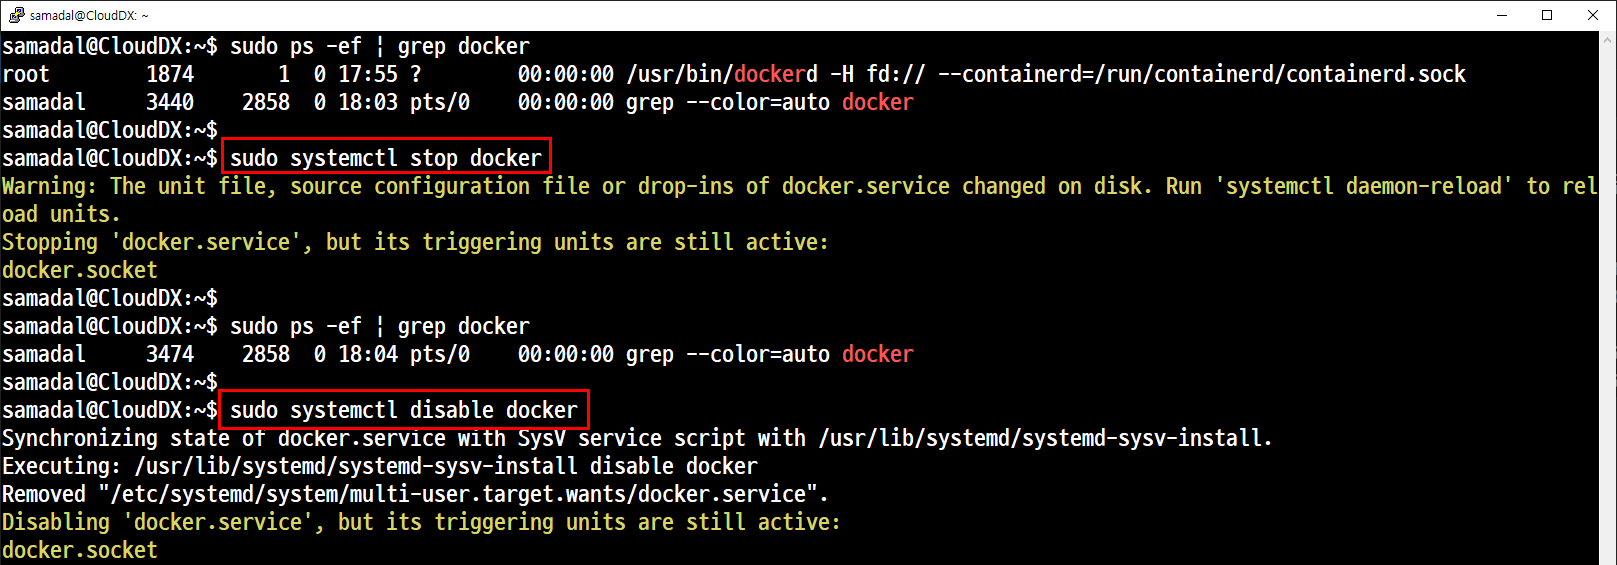 samadal@CloudDX: ~
samadal@CloudDX:~$ sudo ps -ef ¦ grep docker
root        1874       1  0 17:55 ?        00:00:00 /usr/bin/dockerd -H fd:// --containerd=/run/containerd/containerd.sock
samadal     3440    2858  0 18:03 pts/0    00:00:00 grep --color=auto docker
samadal@CloudDX:~$
samadal@CloudDX:~$ sudo systemctl stop docker
Warning: The unit file, source configuration file or drop-ins of docker.service changed on disk. Run 'systemctl daemon-reload' to rel
oad units.
Stopping 'docker.service', but its triggering units are still active:
docker.socket
samadal@CloudDX:~$
samadal@CloudDX:~$ sudo ps -ef ¦ grep docker
samadal     3474    2858  0 18:04 pts/0    00:00:00 grep --color=auto docker
samadal@CloudDX:~$
samadal@CloudDX:~$ sudo systemctl disable docker
Synchronizing state of docker.service with SysV service script with /usr/lib/systemd/systemd-sysv-install.
Executing: /usr/lib/systemd/systemd-sysv-install disable docker
Removed "/etc/systemd/system/multi-user.target.wants/docker.service".
Disabling 'docker.service', but its triggering units are still active:
docker.socket